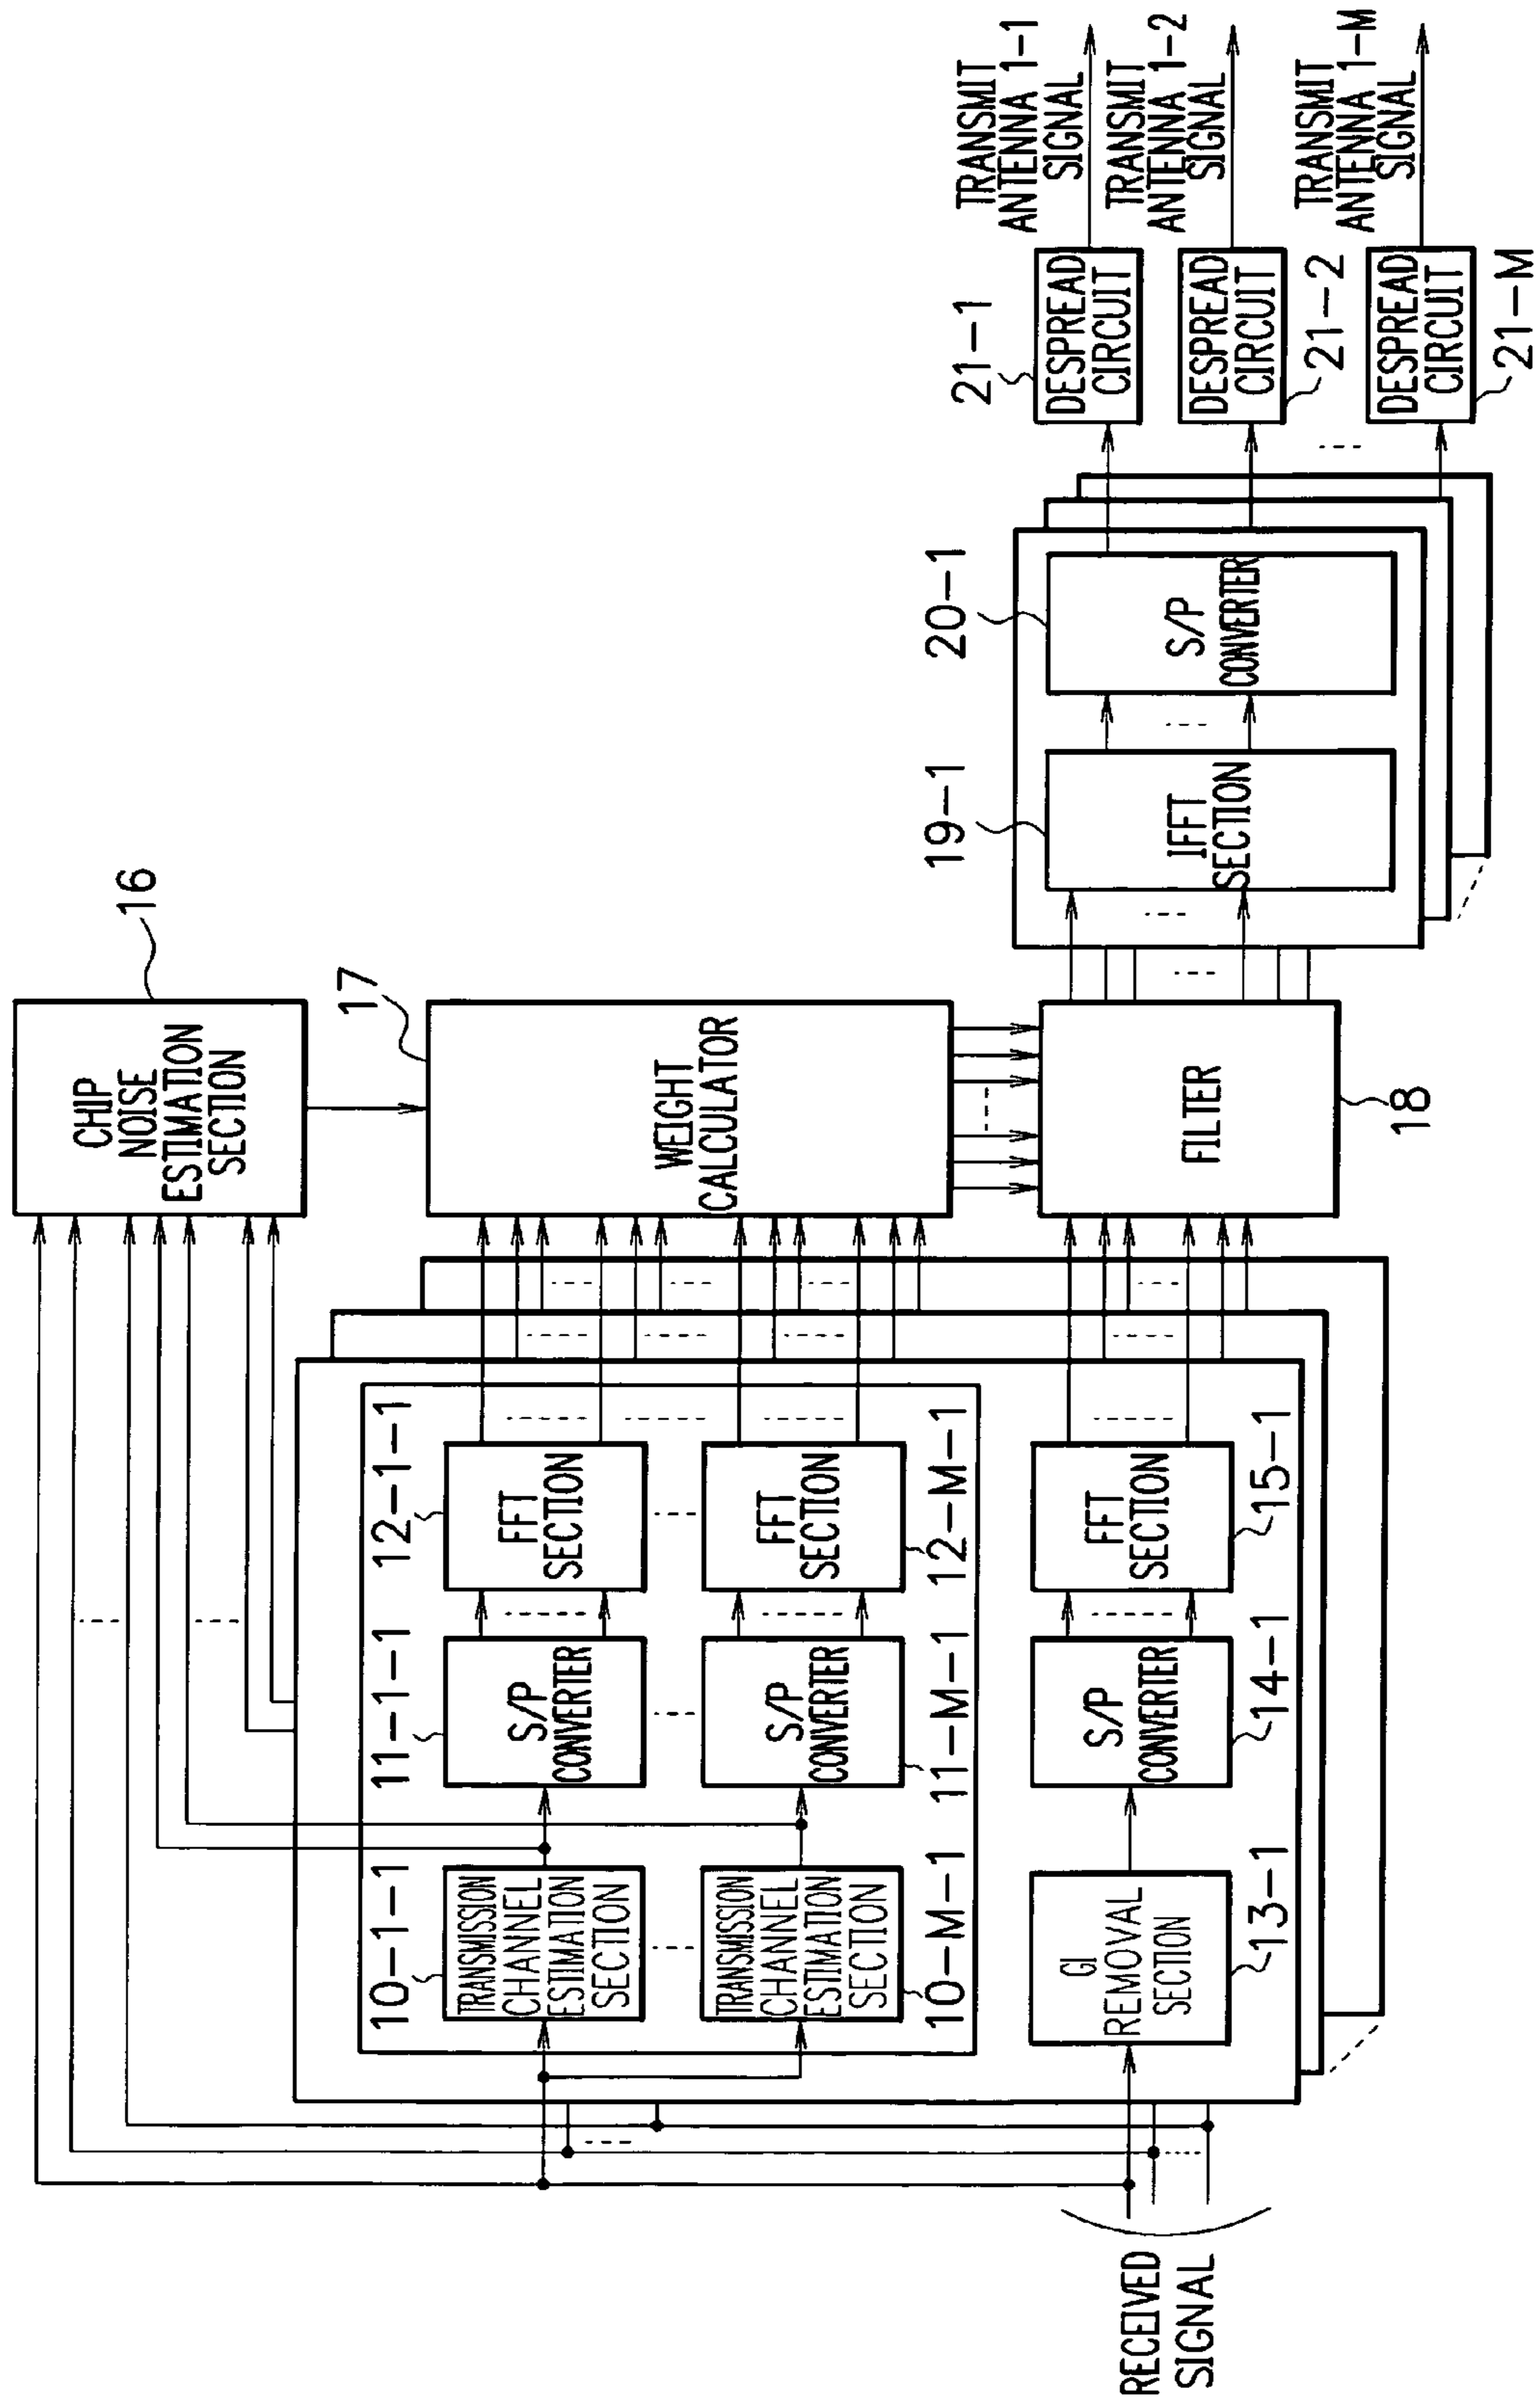 16
CHIP
NOISE
ESTIMATION
SECTION
17
WEIGHT
CALCULATOR
10-1-1
TRANSMISSION
CHANNEL
ESTIMATION
SECTION
11-1-1
S/P
CONVERTER
12-1-1
FFT
SECTION
TRANSMISSION
CHANNEL
ESTIMATION
SECTION
10-M-1
S/P
CONVERTER
11-M-1
FFT
SECTION
12-M-1
RECEIVED
SIGNAL
GI
REMOVAL
SECTION
13-1
S/P
CONVERTER
14-1
FFT
SECTION
15-1
FILTER
18
19-1
IFFT
SECTION
20-1
S/P
CONVERTER
21-1
DESPREAD
CIRCUIT
TRANSMIT
ANTENNA 1-1
SIGNAL
DESPREAD
CIRCUIT
21-2
TRANSMIT
ANTENNA 1-2
SIGNAL
DESPREAD
CIRCUIT
21-M
TRANSMIT
ANTENNA 1-M
SIGNAL